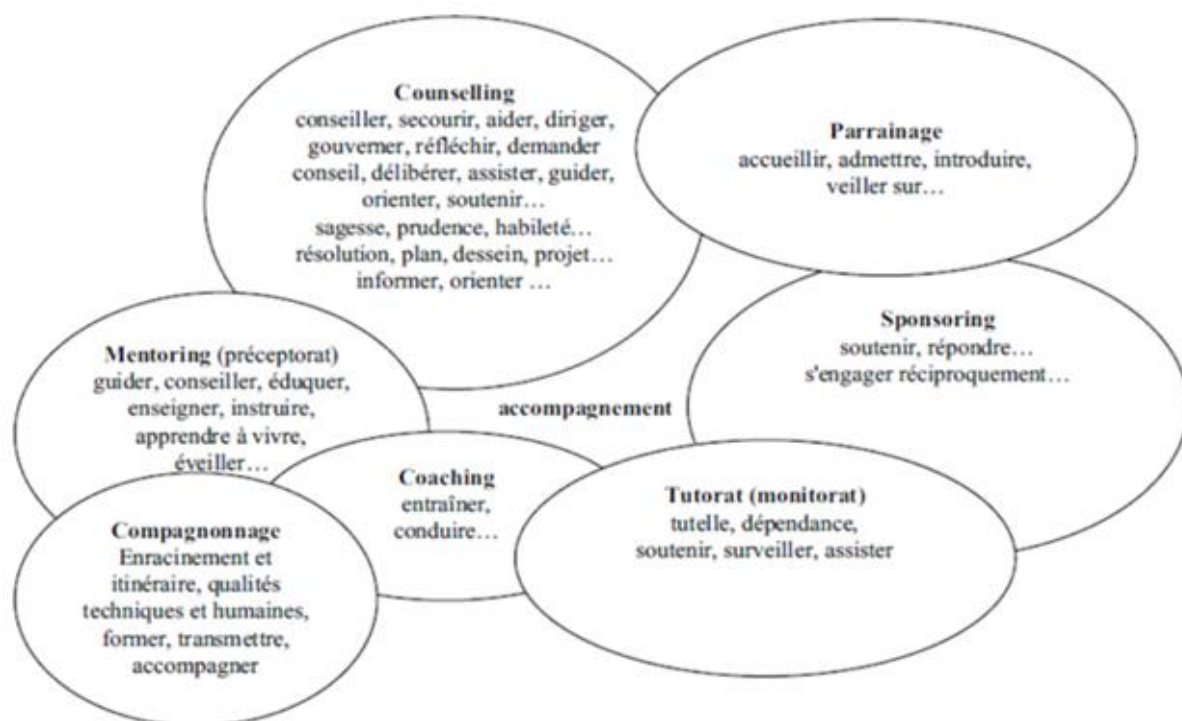 Counselling
conseiller, secourir, aider, diriger,
gouverner, réfléchir, demander
conseil, délibérer, assister, guider,
orienter, soutenir…
sagesse, prudence, habileté…
résolution, plan, dessein, projet…
informer, orienter …
Parrainage
accueillir, admettre, introduire,
veiller sur…
Sponsoring
soutenir, répondre…
s'engager réciproquement…
Mentoring (préceptorat)
guider, conseiller, éduquer,
enseigner, instruire,
apprendre à vivre,
éveiller…
accompagnement
Coaching
entraîner,
conduire…
Tutorat (monitorat)
tutelle, dépendance,
soutenir, surveiller, assister
Compagnonnage
Enracinement et
itinéraire, qualités
techniques et humaines,
former, transmettre,
accompagner